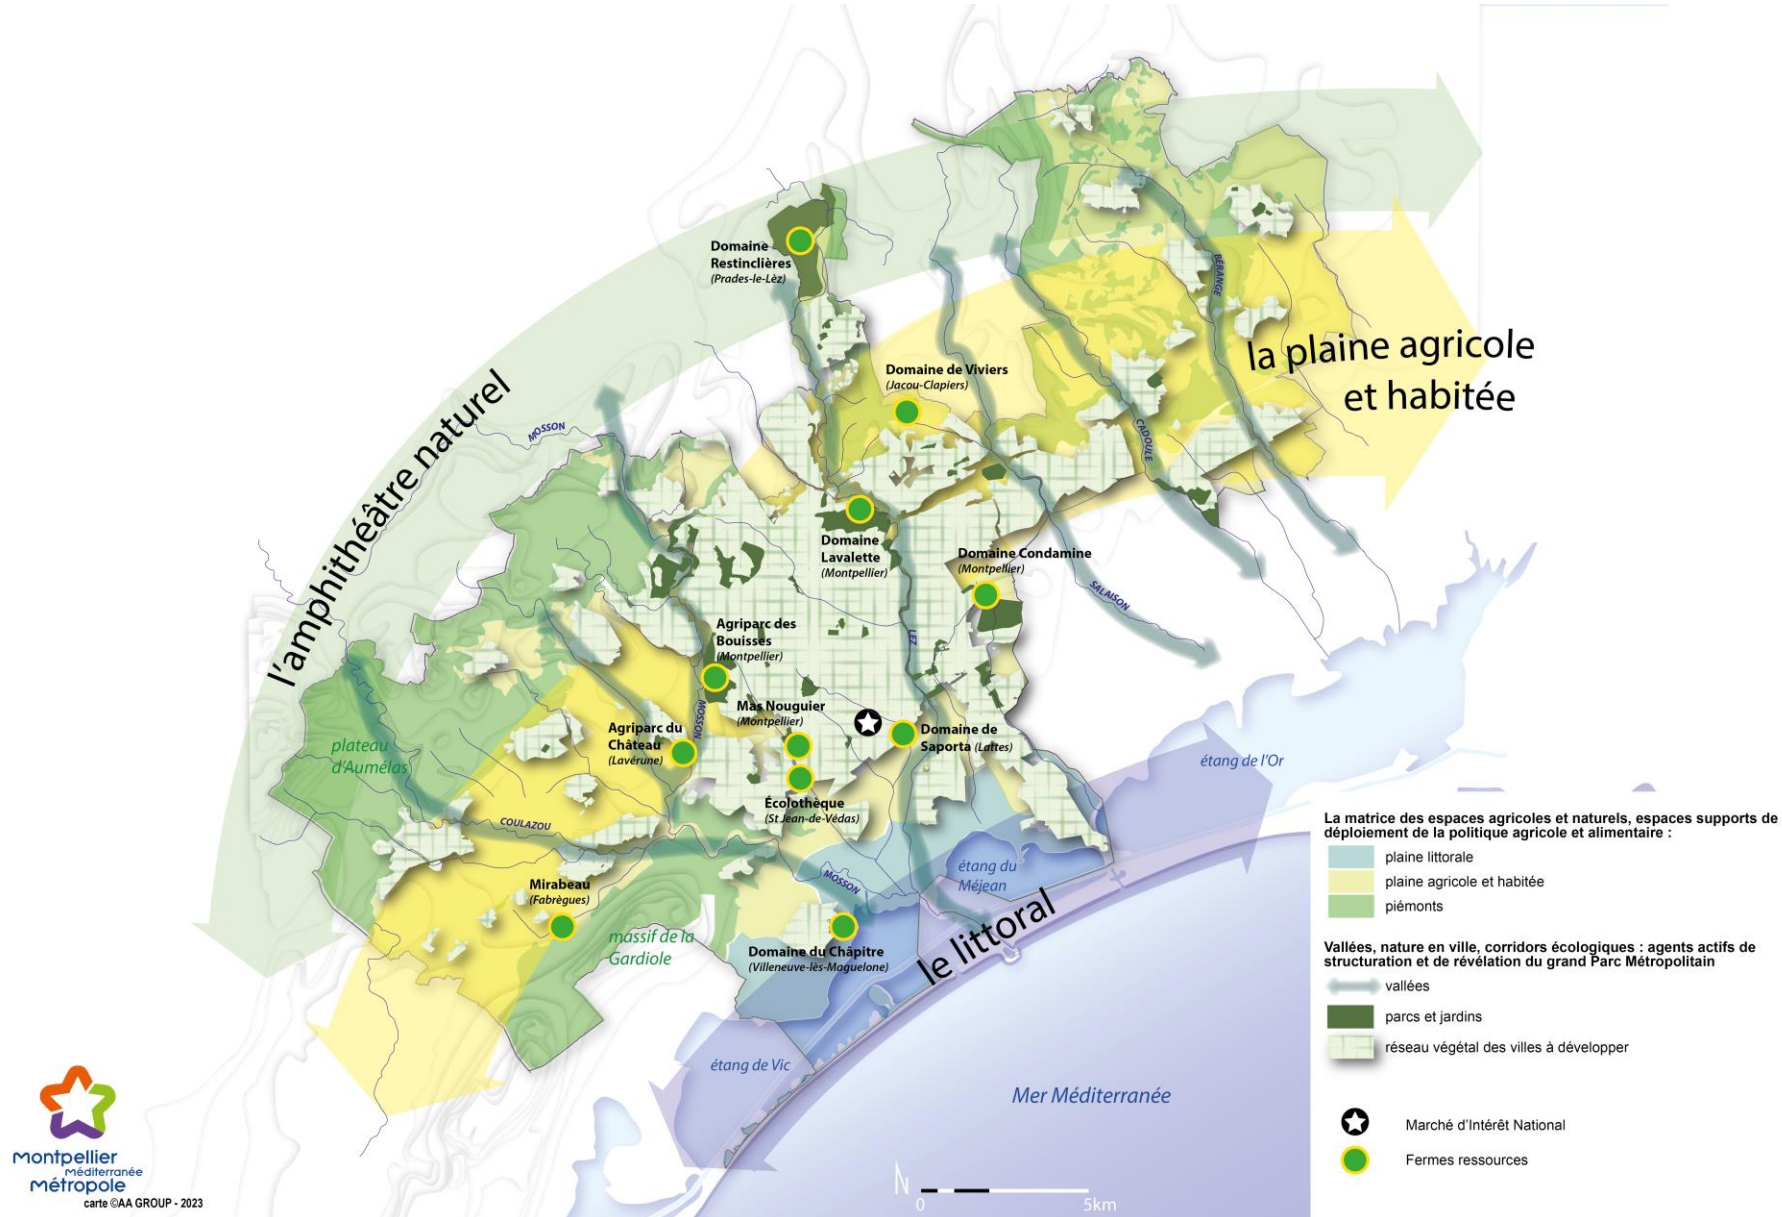 Domaine
Restinclières
(Prades-le-Lèz)
BÉRANGE
la plaine agricole
et habitée
Domaine de Viviers
(Jacou-Clapiers)
l'amphithéâtre naturel
MOSSON
CADOULE
Domaine
Lavalette
(Montpellier)
Domaine Condamine
(Montpellier)
SALAISON
LEZ
Agriparc des
Bouisses
(Montpellier)
MOSSON
Mas Nouguier
(Montpellier)
Agriparc du
Château
(Lavérune)
Domaine de
Saporta (Lattes)
plateau
d'Aumélas
étang de l'Or
Écolothèque
(St Jean-de-Védas)
COULAZOU
étang du
Méjean
MOSSON
Mirabeau
(Fabrègues)
massif de la
Gardiole
Domaine du Châpitre
(Villeneuve-lès-Maguelone)
le littoral
étang de Vic
Mer Méditerranée
La matrice des espaces agricoles et naturels, espaces supports de
déploiement de la politique agricole et alimentaire :
plaine littorale
plaine agricole et habitée
piémonts
Vallées, nature en ville, corridors écologiques : agents actifs de
structuration et de révélation du grand Parc Métropolitain
vallées
parcs et jardins
réseau végétal des villes à développer
Marché d'Intérêt National
Fermes ressources
N
0 5km
montpellier
méditerranée
métropole
carte ©AA GROUP - 2023